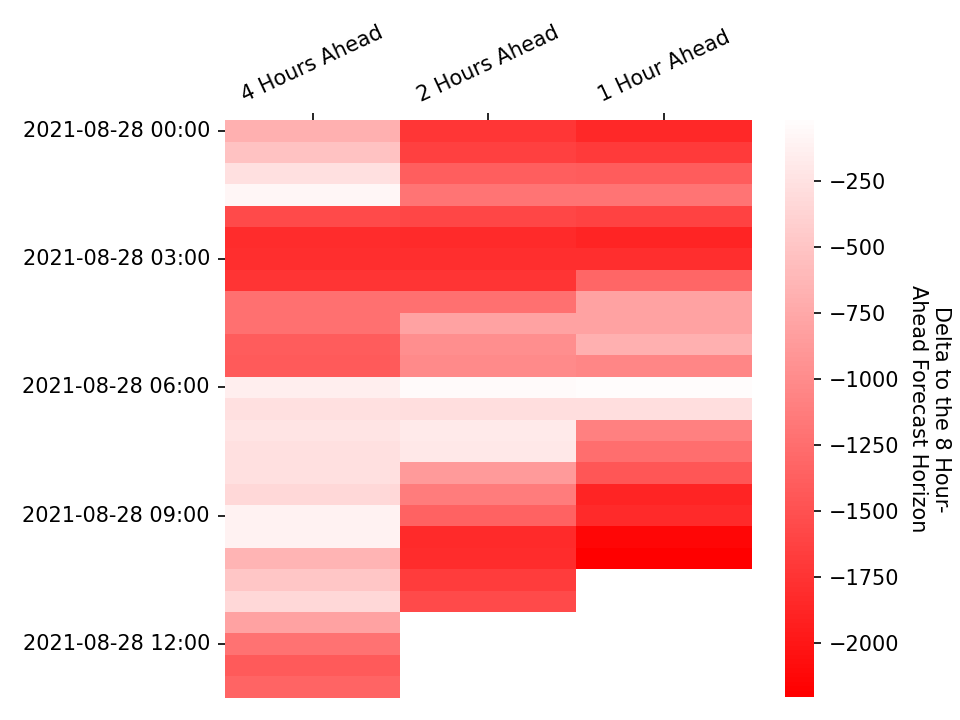 4 Hours Ahead
2 Hours Ahead
1 Hour Ahead
2021-08-28 00:00
2021-08-28 03:00
2021-08-28 06:00
2021-08-28 09:00
2021-08-28 12:00
−250
−500
−750
−1000
−1250
−1500
−1750
−2000
Delta to the 8 Hour-
Ahead Forecast Horizon